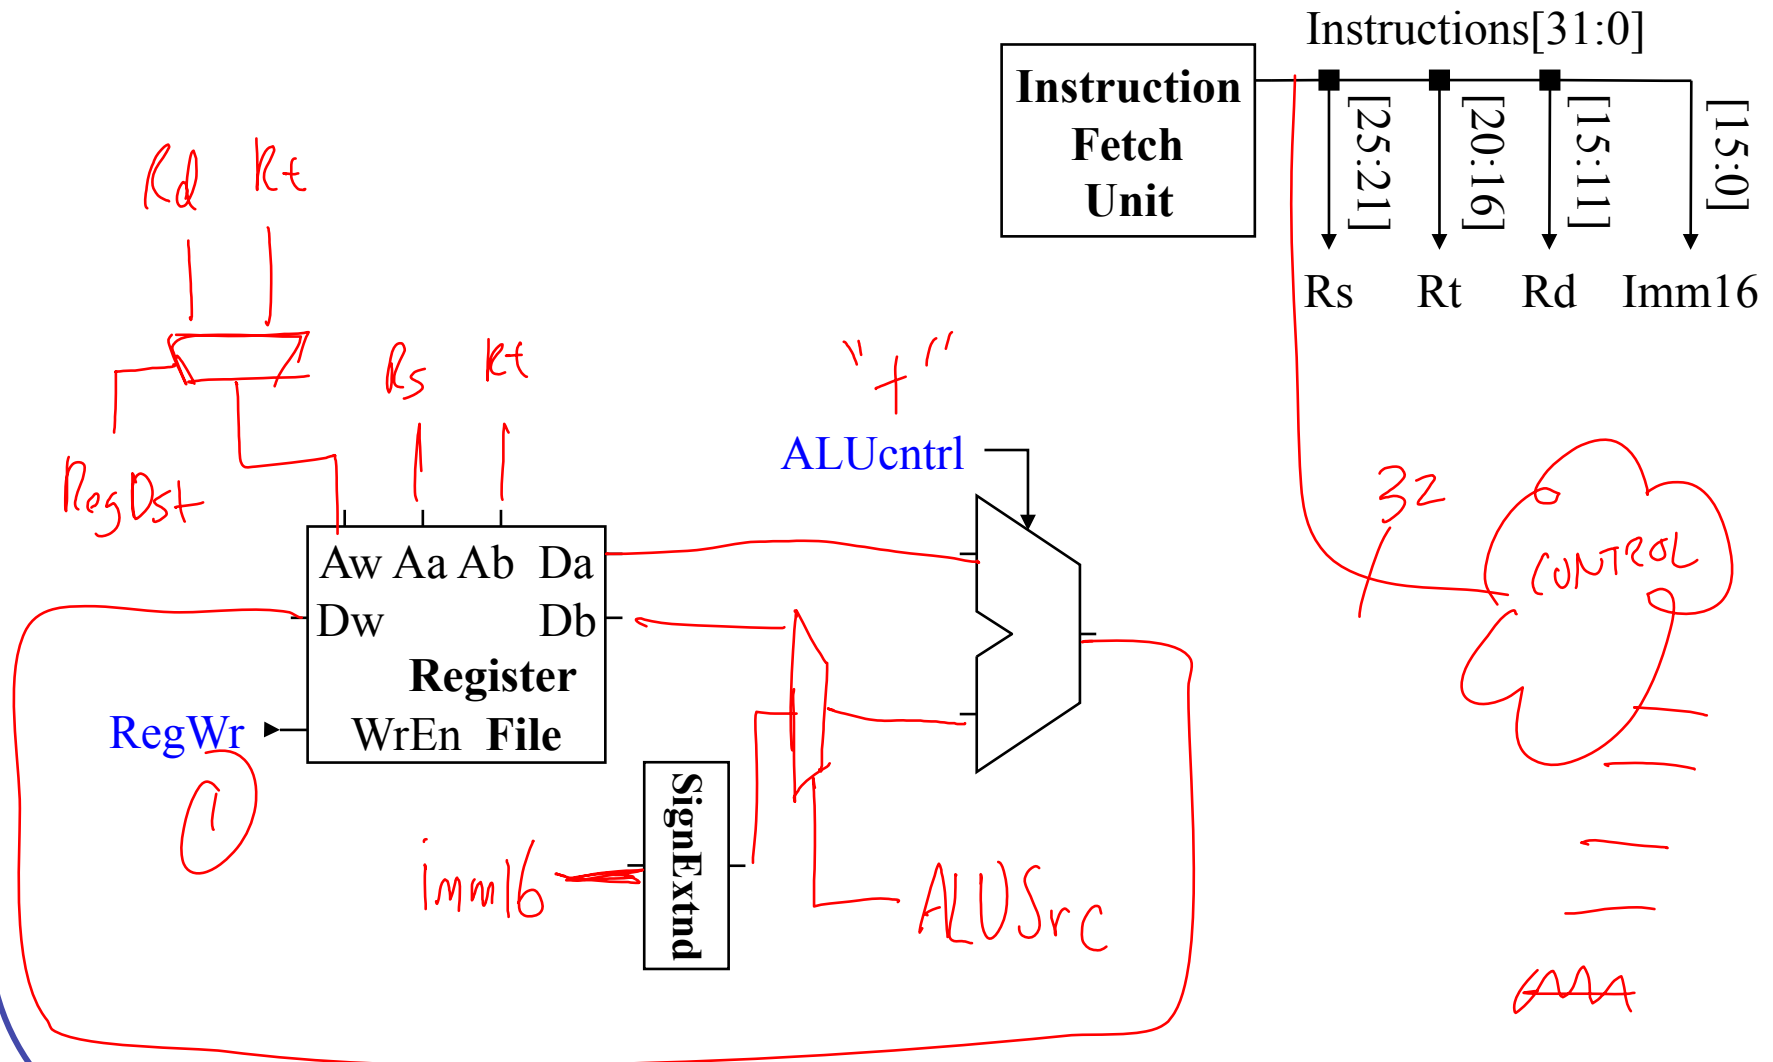 Instructions[31:0]
Instruction
Fetch
Unit
[25:21]
[20:16]
[15:11]
[15:0]
Rs Rt Rd Imm16
Rd Rt
RegDst
Rs Rt
"+"
ALUcntrl
32
CONTROL
Aw Aa Ab Da
Dw Db
Register
WrEn File
RegWr
1
SignExtnd
imm16
ALUSrc